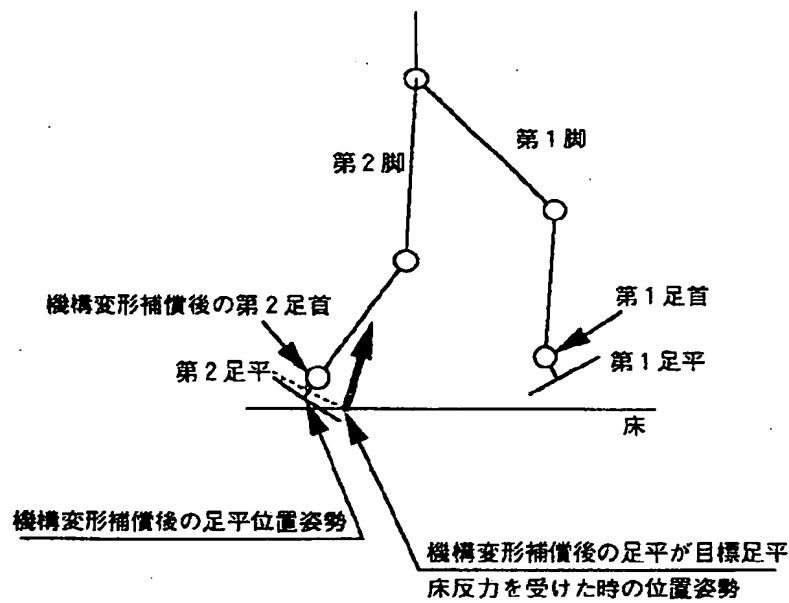 第1脚
第2脚
機構変形補償後の第2足首
第1足首
第2足平
第1足平
床
機構変形補償後の足平位置姿勢
機構変形補償後の足平が目標足平
床反力を受けた時の位置姿勢